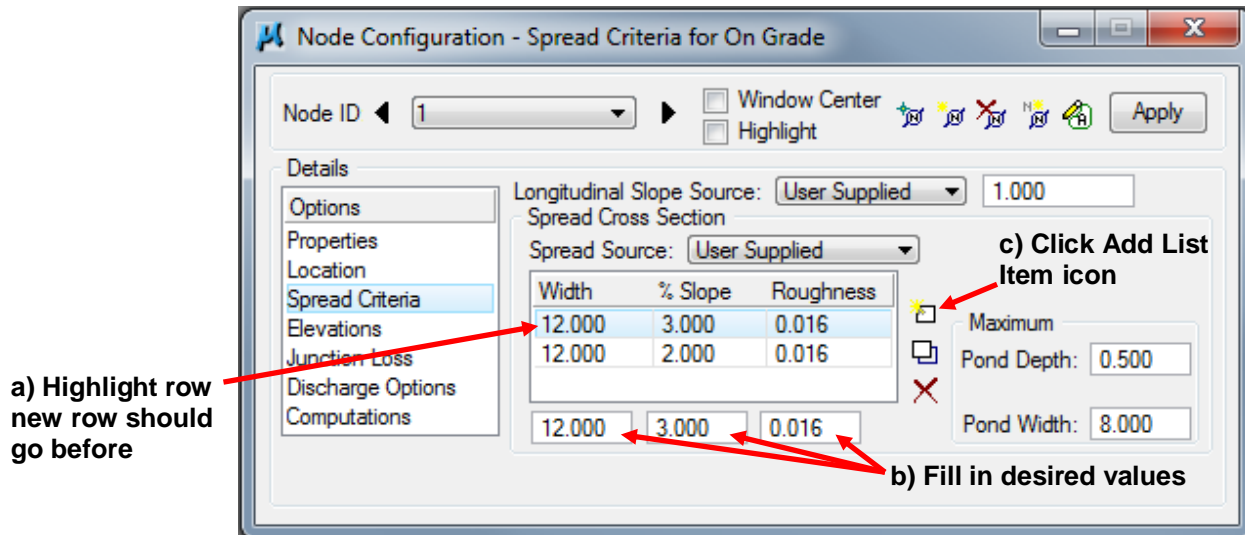 Node Configuration - Spread Criteria for On Grade
Node ID 1
Window Center
Highlight
Apply
Details
Options
Properties
Location
Spread Criteria
Elevations
Junction Loss
Discharge Options
Computations
Longitudinal Slope Source: User Supplied 1.000
Spread Cross Section
Spread Source: User Supplied
Width % Slope Roughness
12.000 3.000 0.016
12.000 2.000 0.016
12.000 3.000 0.016
Maximum
Pond Depth: 0.500
Pond Width: 8.000
a) Highlight row
new row should
go before
b) Fill in desired values
c) Click Add List
Item icon